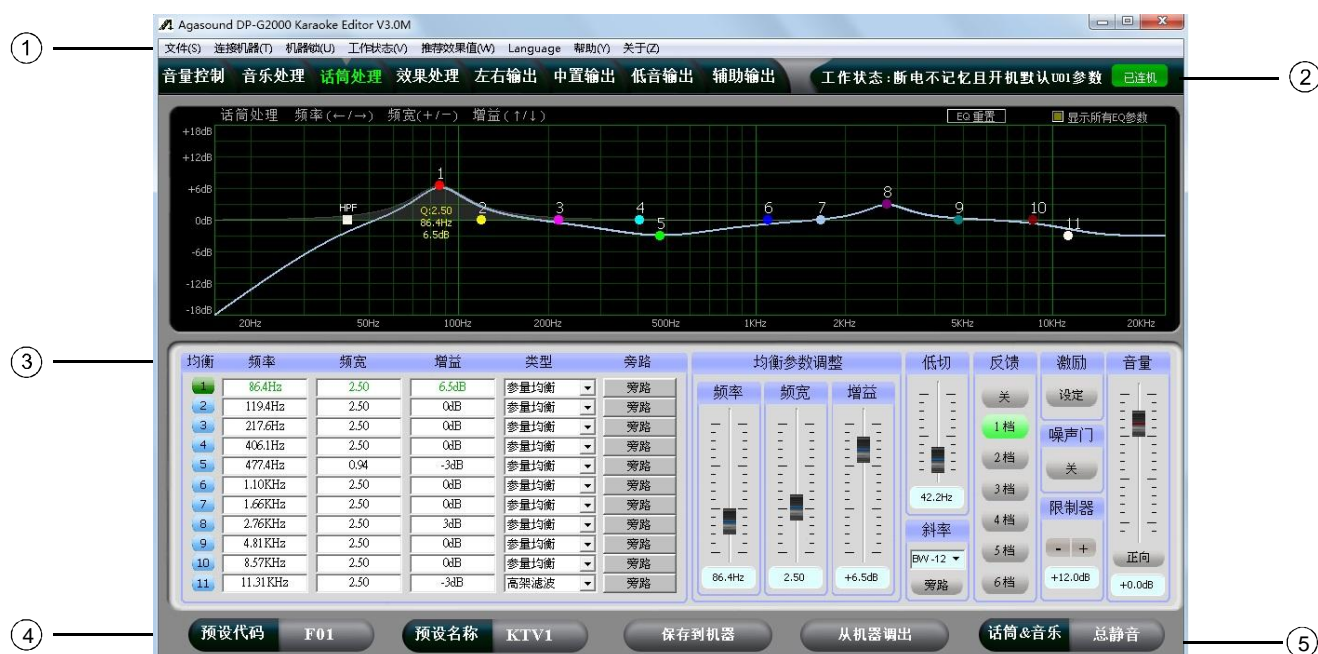 Agasound DP-G2000 Karaoke Editor V3.0M
① 文件(S) 连接机器(T) 机器锁(U) 工作状态(V) 推荐效果值(W) Language 帮助(Y) 关于(Z)
音量控制 音乐处理 话筒处理 效果处理 左右输出 中置输出 低音输出 辅助输出 工作状态:断电不记忆且开机默认U01参数 已连机 ②
话筒处理 频率(←/→) 频宽(+/-) 增益(↑/↓) EQ重置 显示所有EQ参数
+18dB
+12dB
+6dB
0dB
-6dB
-12dB
-18dB
HPF 1 2 3 4 5 6 7 8 9 10 11
Q:2.50
86.4Hz
6.5dB
20Hz 50Hz 100Hz 200Hz 500Hz 1KHz 2KHz 5KHz 10KHz 20KHz
③
均衡 频率 频宽 增益 类型 旁路
1 86.4Hz 2.50 6.5dB 参量均衡 旁路
2 119.4Hz 2.50 0dB 参量均衡 旁路
3 217.6Hz 2.50 0dB 参量均衡 旁路
4 406.1Hz 2.50 0dB 参量均衡 旁路
5 477.4Hz 0.94 -3dB 参量均衡 旁路
6 1.10KHz 2.50 0dB 参量均衡 旁路
7 1.66KHz 2.50 0dB 参量均衡 旁路
8 2.76KHz 2.50 3dB 参量均衡 旁路
9 4.81KHz 2.50 0dB 参量均衡 旁路
10 8.57KHz 2.50 0dB 参量均衡 旁路
11 11.31KHz 2.50 -3dB 高架滤波 旁路
均衡参数调整
频率 频宽 增益
86.4Hz 2.50 +6.5dB
低切
42.2Hz
斜率
BW-12
旁路
反馈
关
1档
2档
3档
4档
5档
6档
激励
设定
噪声门
关
限制器
- +
+12.0dB
音量
正向
+0.0dB
④ 预设代码 F01 预设名称 KTV1 保存到机器 从机器调出 话筒&音乐 总静音 ⑤